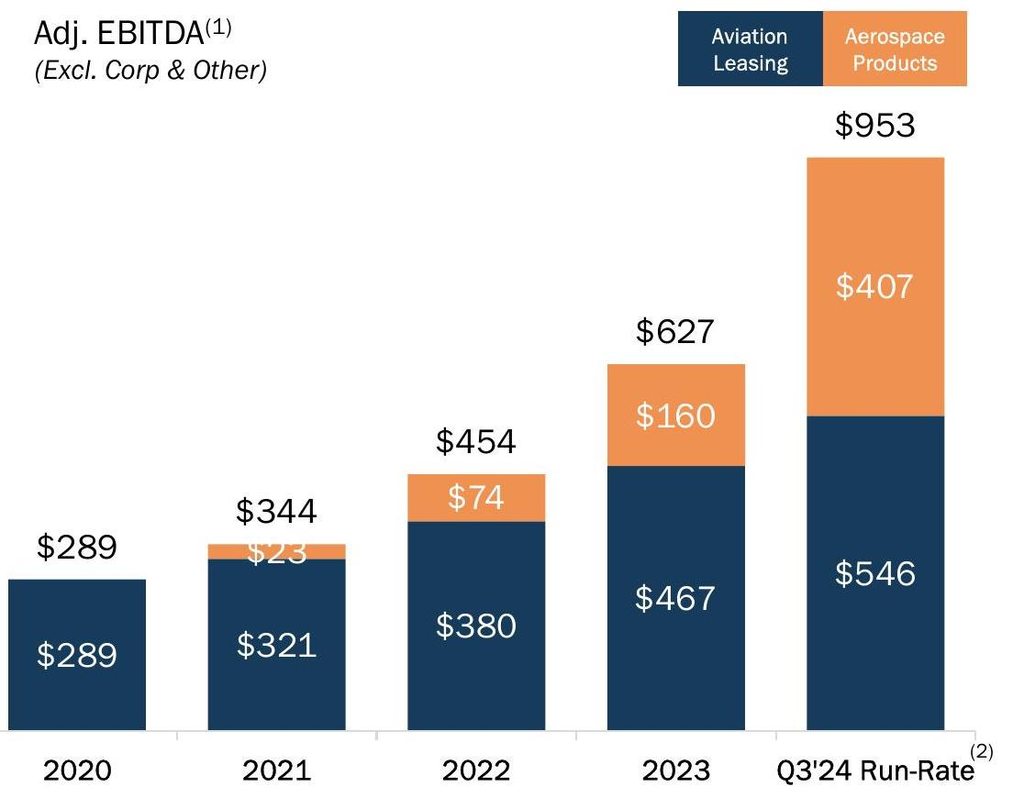 Adj. EBITDA(1)
(Excl. Corp & Other)
Aviation
Leasing
Aerospace
Products
$953
$407
$546
$627
$160
$467
$454
$74
$380
$344
$23
$321
$289
$289
2020
2021
2022
2023
Q3'24 Run-Rate(2)